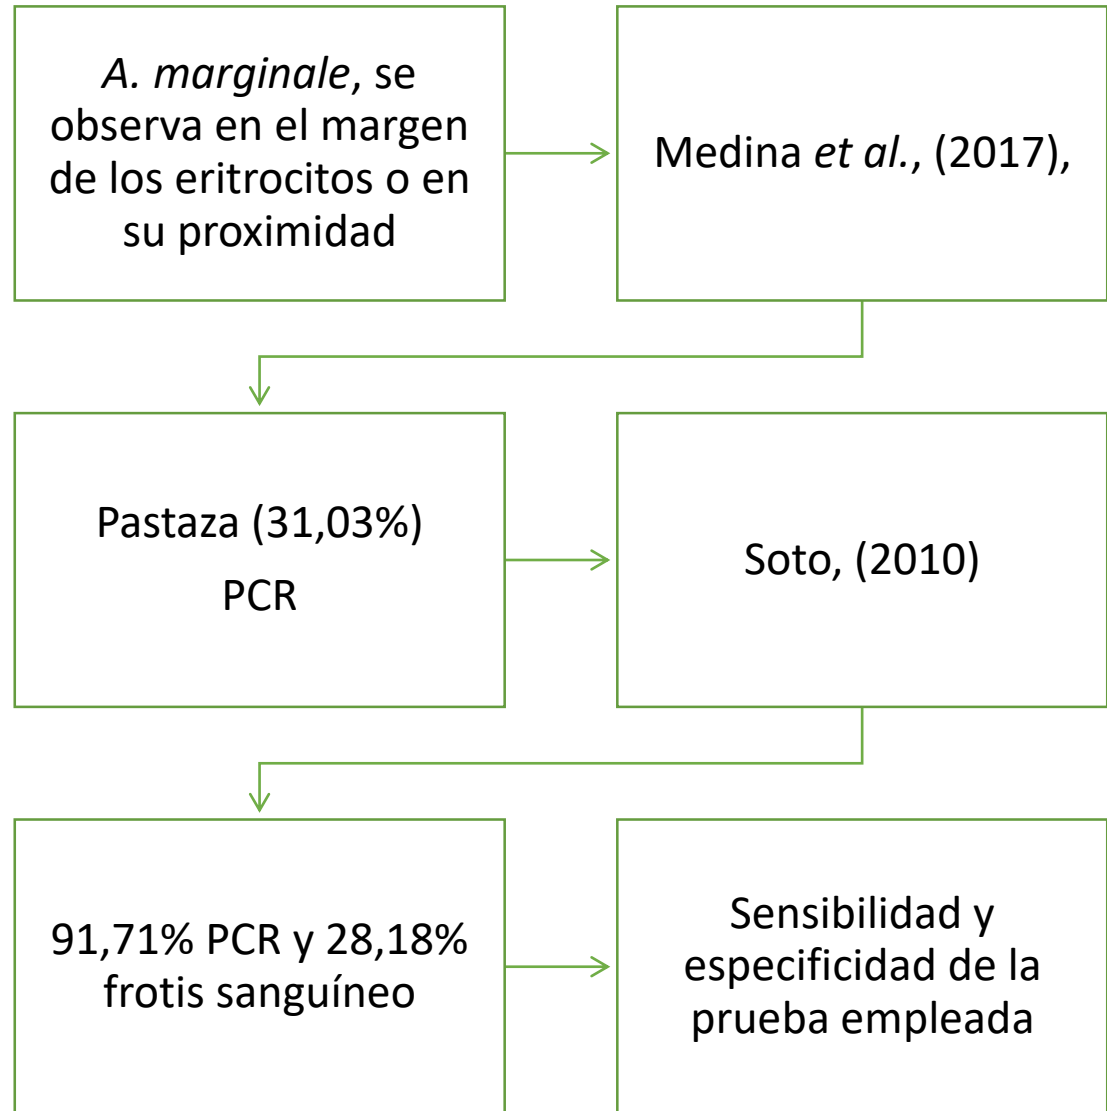 A. marginale, se
observa en el margen
de los eritrocitos o en
su proximidad
Medina et al., (2017),
Pastaza (31,03%)
PCR
Soto, (2010)
91,71% PCR y 28,18%
frotis sanguíneo
Sensibilidad y
especificidad de la
prueba empleada